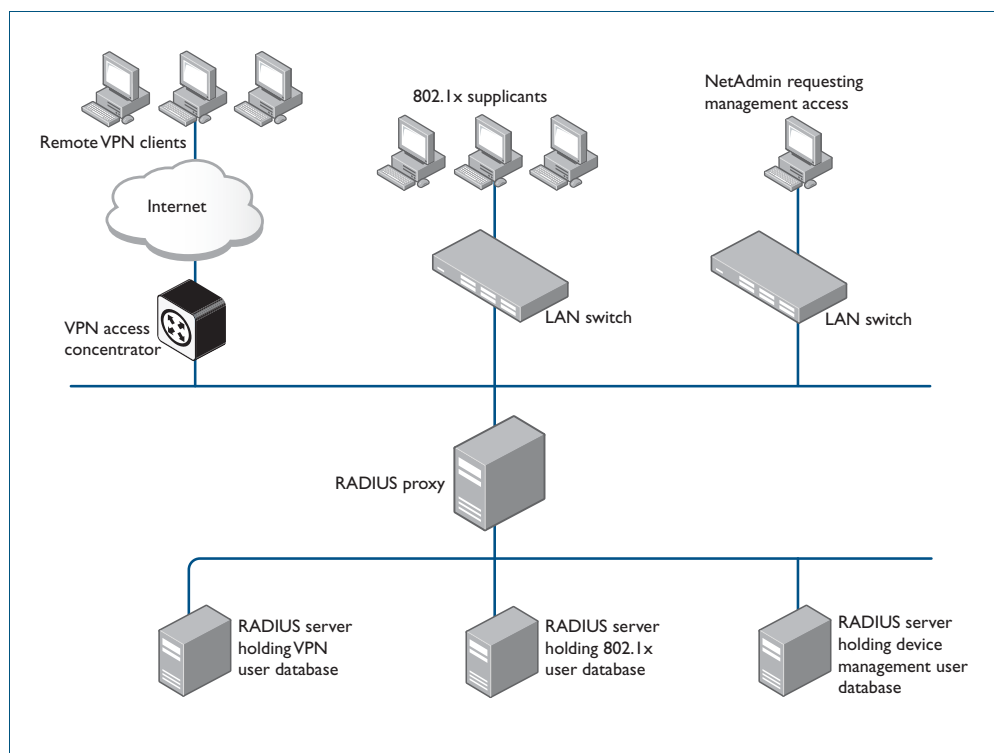 Remote VPN clients
802.1x supplicants
NetAdmin requesting
management access
Internet
VPN access
concentrator
LAN switch
LAN switch
RADIUS proxy
RADIUS server
holding VPN
user database
RADIUS server
holding 802.1x
user database
RADIUS server
holding device
management user
database